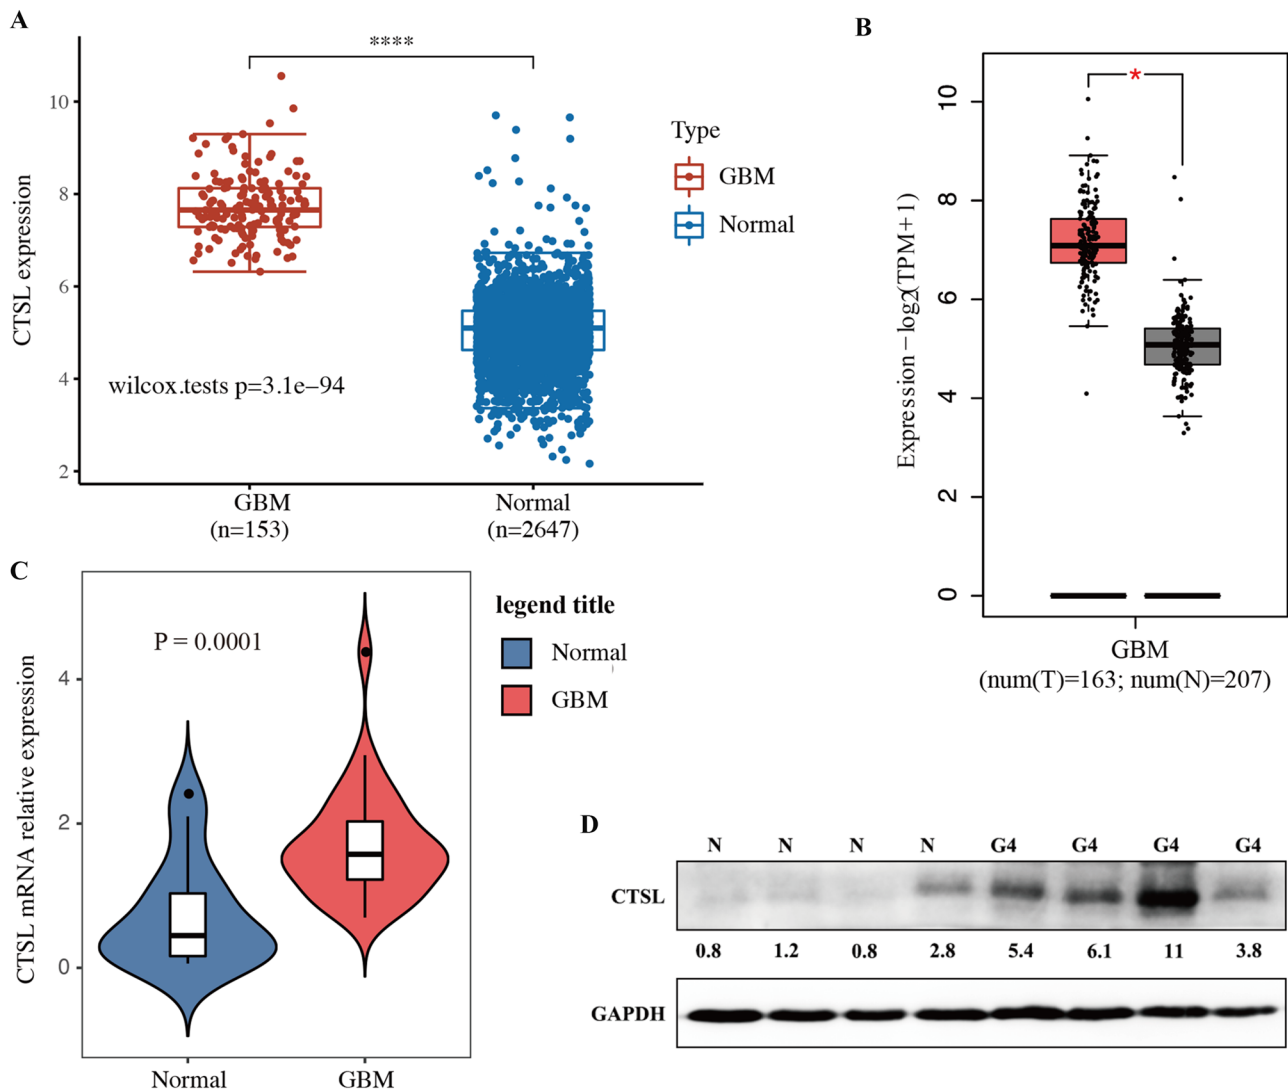 A
****
CTSL expression
10
8
6
4
2
wilcox.tests p=3.1e−94
GBM
(n=153)
Normal
(n=2647)
Type
GBM
Normal
B
*
Expression − log2(TPM+1)
10
8
6
4
2
0
GBM
(num(T)=163; num(N)=207)
C
P = 0.0001
CTSL mRNA relative expression
4
2
0
Normal
GBM
legend title
Normal
GBM
D
N N N N G4 G4 G4 G4
CTSL
0.8 1.2 0.8 2.8 5.4 6.1 11 3.8
GAPDH